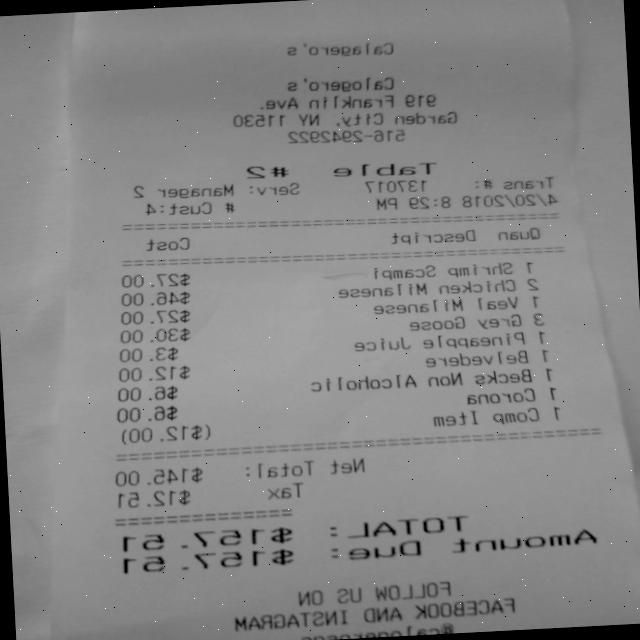 Calagero's
Calogero's
919 Franklin Ave.
Garden City, NY 11530
516-2942922
Table #2
Trans #: 137017 Serv: Manager 2
4/20/2018 8:29 PM # Cust:4
Quan Descript Cost
1 Shrimp Scampi $27.00
2 Chicken Milanese $46.00
1 Veal Milanese $27.00
3 Grey Goose $30.00
1 Pineapple Juice $3.00
1 Belvedere $12.00
1 Becks Non Alcoholic $6.00
1 Corona $6.00
1 Comp Item ($12.00)
Net Total: $145.00
Tax $12.51
TOTAL: $157.51
Amount Due: $157.51
FOLLOW US ON
FACEBOOK AND INSTAGRAM